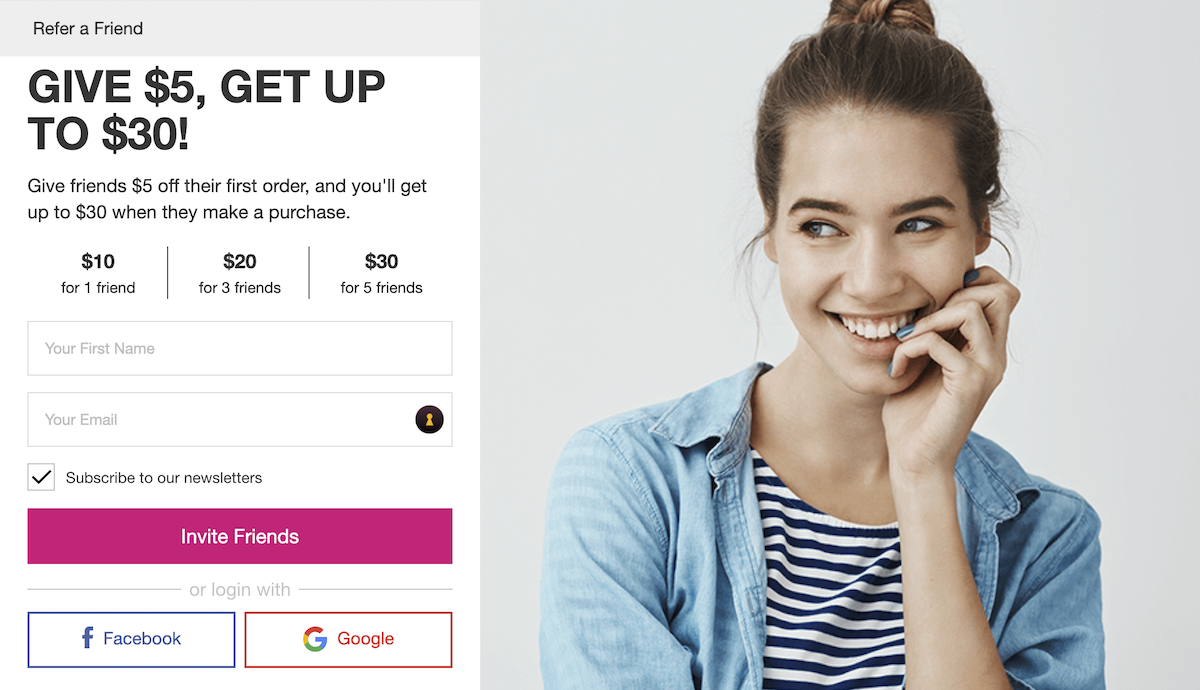 Refer a Friend
GIVE $5, GET UP
TO $30!
Give friends $5 off their first order, and you'll get
up to $30 when they make a purchase.
$10
for 1 friend
$20
for 3 friends
$30
for 5 friends
Your First Name
Your Email
Subscribe to our newsletters
Invite Friends
or login with
Facebook
Google